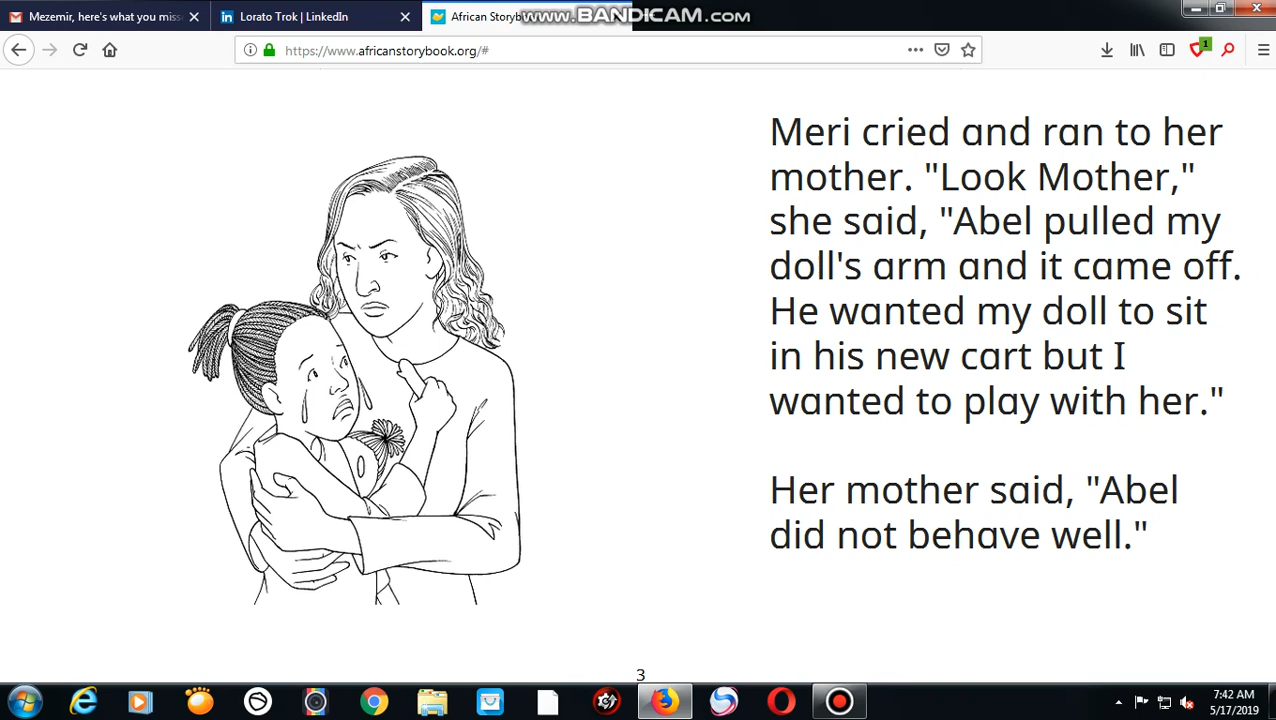 Mezemir, here's what you miss
Lorato Trok | LinkedIn
African Storyb
www.BANDICAM.com
https://www.africanstorybook.org/#
1
Meri cried and ran to her
mother. "Look Mother,"
she said, "Abel pulled my
doll's arm and it came off.
He wanted my doll to sit
in his new cart but I
wanted to play with her."
Her mother said, "Abel
did not behave well."
3
7:42 AM
5/17/2019